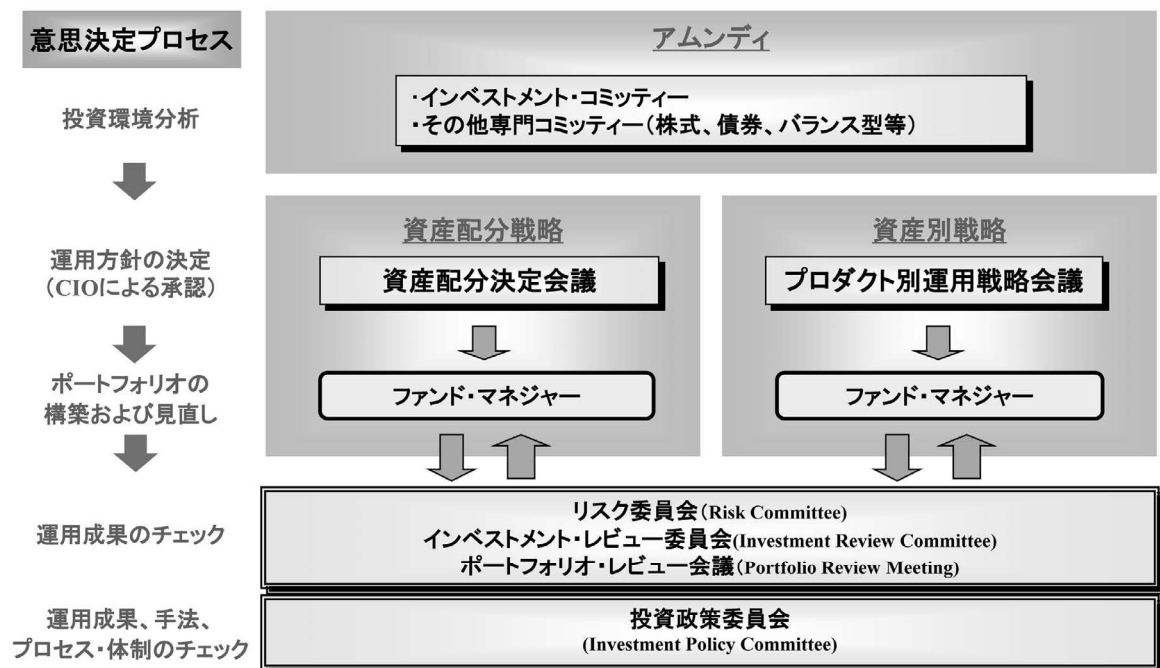 意思決定プロセス
アムンディ
投資環境分析
・インベストメント・コミッティー
・その他専門コミッティー(株式、債券、バランス型等)
運用方針の決定
(CIOによる承認)
資産配分戦略
資産配分決定会議
資産別戦略
プロダクト別運用戦略会議
ポートフォリオの
構築および見直し
ファンド・マネジャー
ファンド・マネジャー
運用成果のチェック
リスク委員会(Risk Committee)
インベストメント・レビュー委員会(Investment Review Committee)
ポートフォリオ・レビュー会議(Portfolio Review Meeting)
運用成果、手法、
プロセス・体制のチェック
投資政策委員会
(Investment Policy Committee)